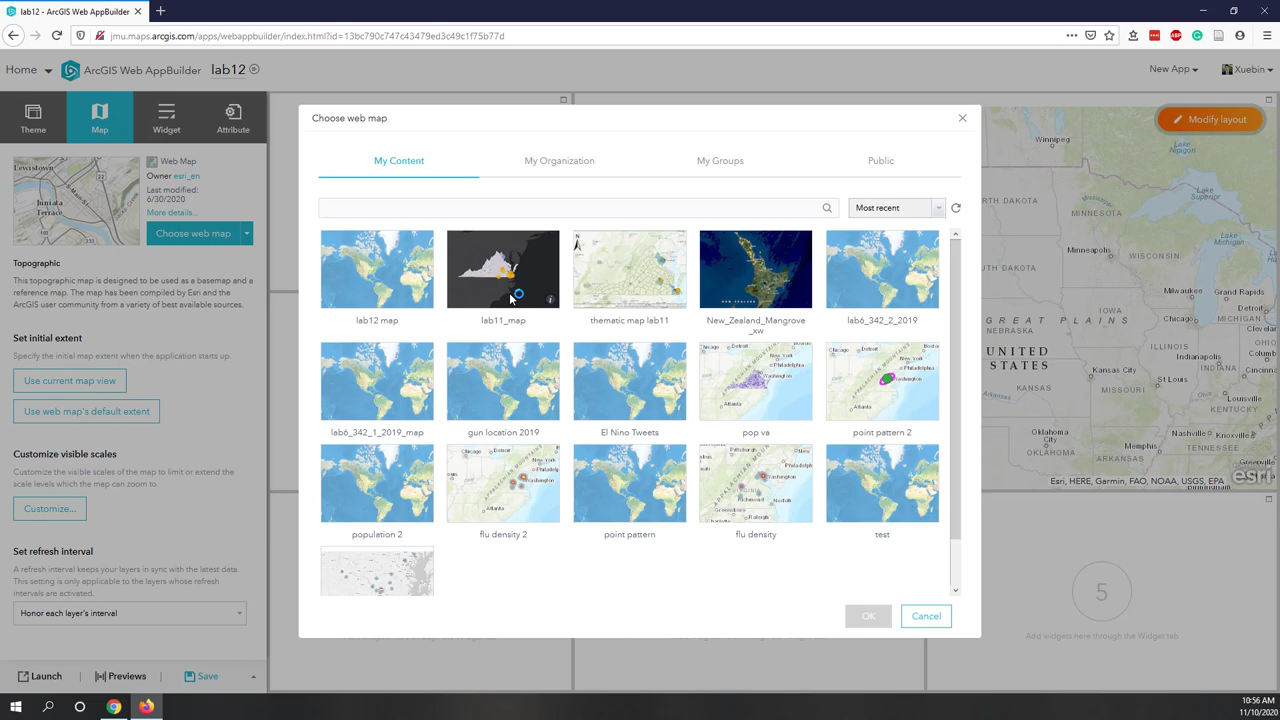 lab12 - ArcGIS Web AppBuilder
jmu.maps.arcgis.com/apps/webappbuilder/index.html?id=13bc790c747c43479ed3c49c1f75b77d
Home
ArcGIS Web AppBuilder
lab12
New App
Xuebin
Theme
Map
Widget
Attribute
Lewistown
Juniata
Terrace
Web Map
Owner esri_en
Last modified:
6/30/2020
More details...
Choose web map
Topographic
This topographic map is designed to be used as a basemap and a
reference map. The map has been compiled by Esri and the
ArcGIS user community from a variety of best available sources.
Set initial extent
Specify the initial map extent when the application starts up.
Use current map view
Use web map's default extent
Customize visible scales
Customize the visible scales of the map to limit or extend the
scale levels which the map can zoom to.
Customize...
Set refresh interval
A refresh interval keeps your layers in sync with the latest data.
This setting is only applicable to the layers whose refresh
intervals are activated.
Honor each layer's interval
Launch
Previews
Save
Choose web map
My Content
My Organization
My Groups
Public
Most recent
lab12 map
lab11_map
thematic map lab11
New_Zealand_Mangrove
_xw
lab6_342_2_2019
lab6_342_1_2019_map
gun location 2019
El Nino Tweets
pop va
point pattern 2
population 2
flu density 2
point pattern
flu density
test
OK
Cancel
Modify layout
Winnipeg
MINNESOTA
WISCONSIN
Minneapolis
GREAT PLAINS
UNITED
STATES
IOWA
Chicago
ILLINOIS
INDIANA
Kansas City
St Louis
MISSOURI
KENTUCKY
Nashville
OKLAHOMA
ARKANSAS
Esri, HERE, Garmin, FAO, NOAA, USGS, EPA
esri
5
Add widgets here through the Widget tab
10:56 AM
11/10/2020